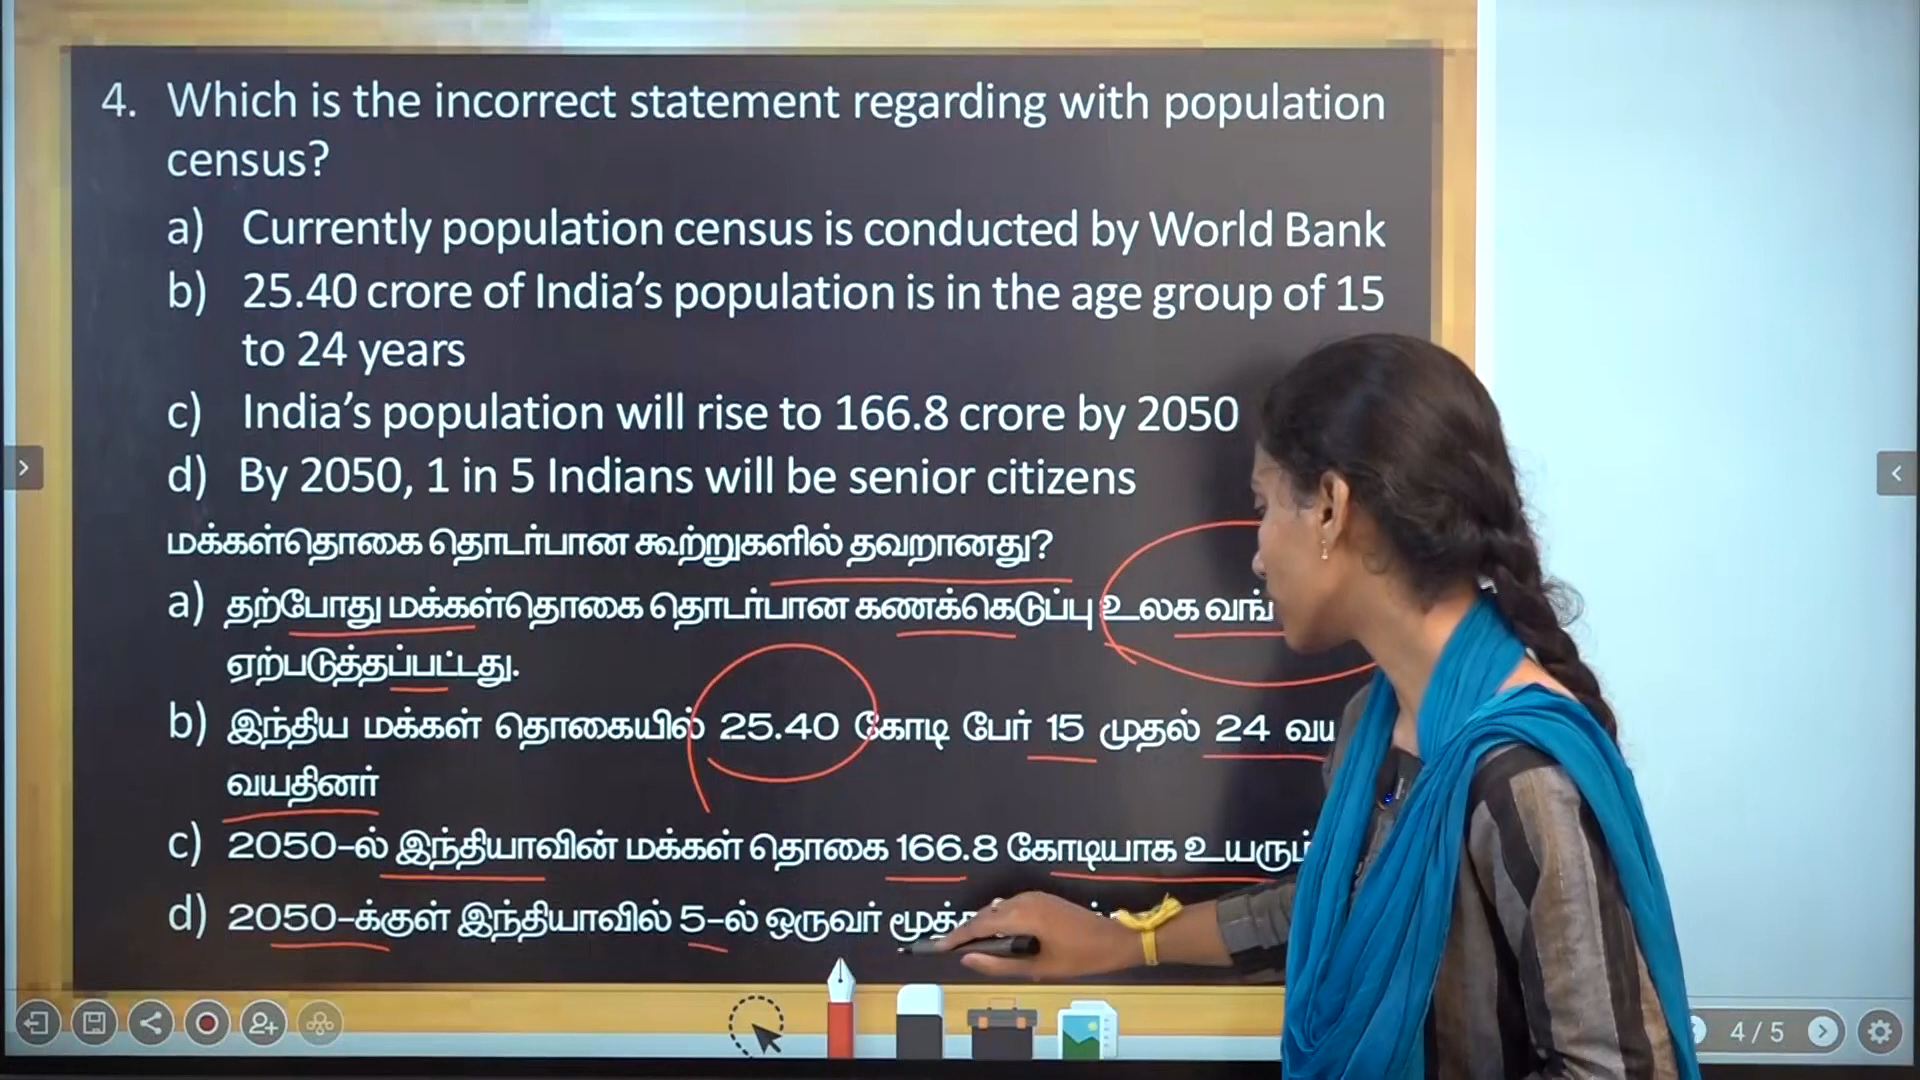 4. Which is the incorrect statement regarding with population
census?
a) Currently population census is conducted by World Bank
b) 25.40 crore of India's population is in the age group of 15
to 24 years
c) India's population will rise to 166.8 crore by 2050
d) By 2050, 1 in 5 Indians will be senior citizens
மக்கள்தொகை தொடர்பான கூற்றுகளில் தவறானது?
a) தற்போது மக்கள்தொகை தொடர்பான கணக்கெடுப்பு உலக
ஏற்படுத்தப்பட்டது.
b) இந்திய மக்கள் தொகையில் 25.40 கோடி பேர் 15 முதல் 24
வயதினர்
c) 2050-ல் இந்தியாவின் மக்கள் தொகை 166.8 கோடியாக உயரும்
d) 2050-க்குள் இந்தியாவில் 5-ல் ஒருவர்
4 / 5